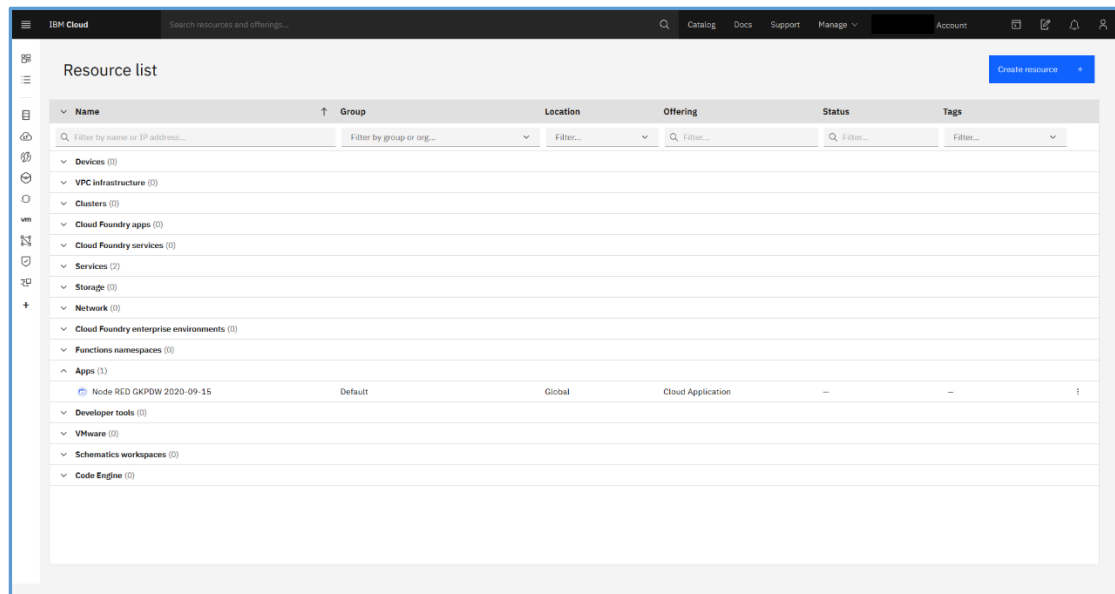 IBM Cloud Search resources and offerings... Catalog Docs Support Manage Account
Resource list
Create resource +
Name Group Location Offering Status Tags
Filter by name or IP address... Filter by group or org... Filter... Filter... Filter... Filter...
Devices (0)
VPC infrastructure (0)
Clusters (0)
Cloud Foundry apps (0)
vm
Cloud Foundry services (0)
Services (2)
Storage (0)
Network (0)
Cloud Foundry enterprise environments (0)
Functions namespaces (0)
Apps (1)
Node RED GKPDW 2020-09-15 Default Global Cloud Application — —
Developer tools (0)
VMware (0)
Schematics workspaces (0)
Code Engine (0)